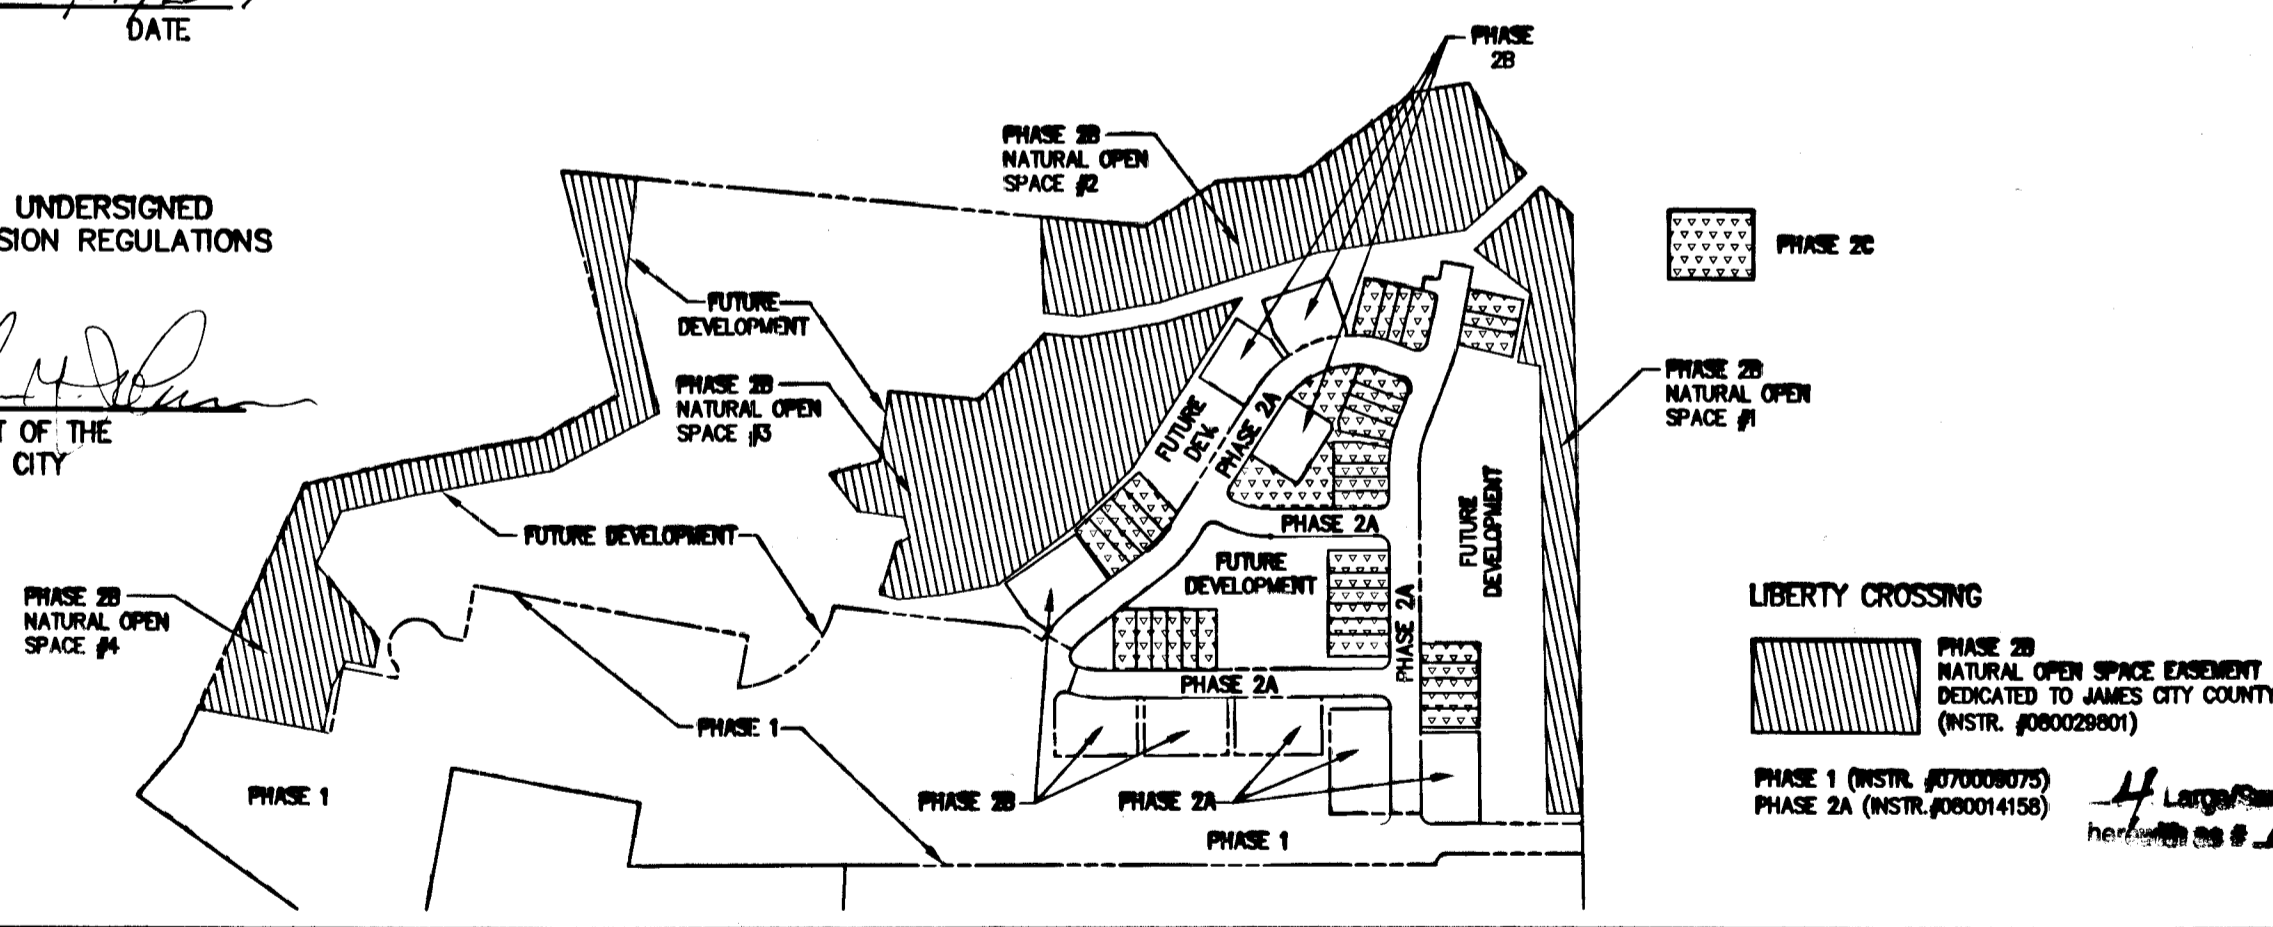 DATE
UNDERSIGNED
SION REGULATIONS
T OF THE
CITY
PHASE
2B
PHASE 2B
NATURAL OPEN
SPACE #2
PHASE 2C
FUTURE
DEVELOPMENT
PHASE 2B
NATURAL OPEN
SPACE #3
PHASE 2B
NATURAL OPEN
SPACE #1
FUTURE
DEV.
PHASE 2A
FUTURE DEVELOPMENT
PHASE 2A
FUTURE
DEVELOPMENT
FUTURE
DEVELOPMENT
PHASE 2A
PHASE 2B
NATURAL OPEN
SPACE #4
LIBERTY CROSSING
PHASE 2B
NATURAL OPEN SPACE EASEMENT
DEDICATED TO JAMES CITY COUNTY
(INSTR. #080029801)
PHASE 2A
PHASE 1
PHASE 1
PHASE 2B
PHASE 2A
PHASE 1
PHASE 1 (INSTR. #070009075)
PHASE 2A (INSTR.#080014158)
4 Large
herewith as #